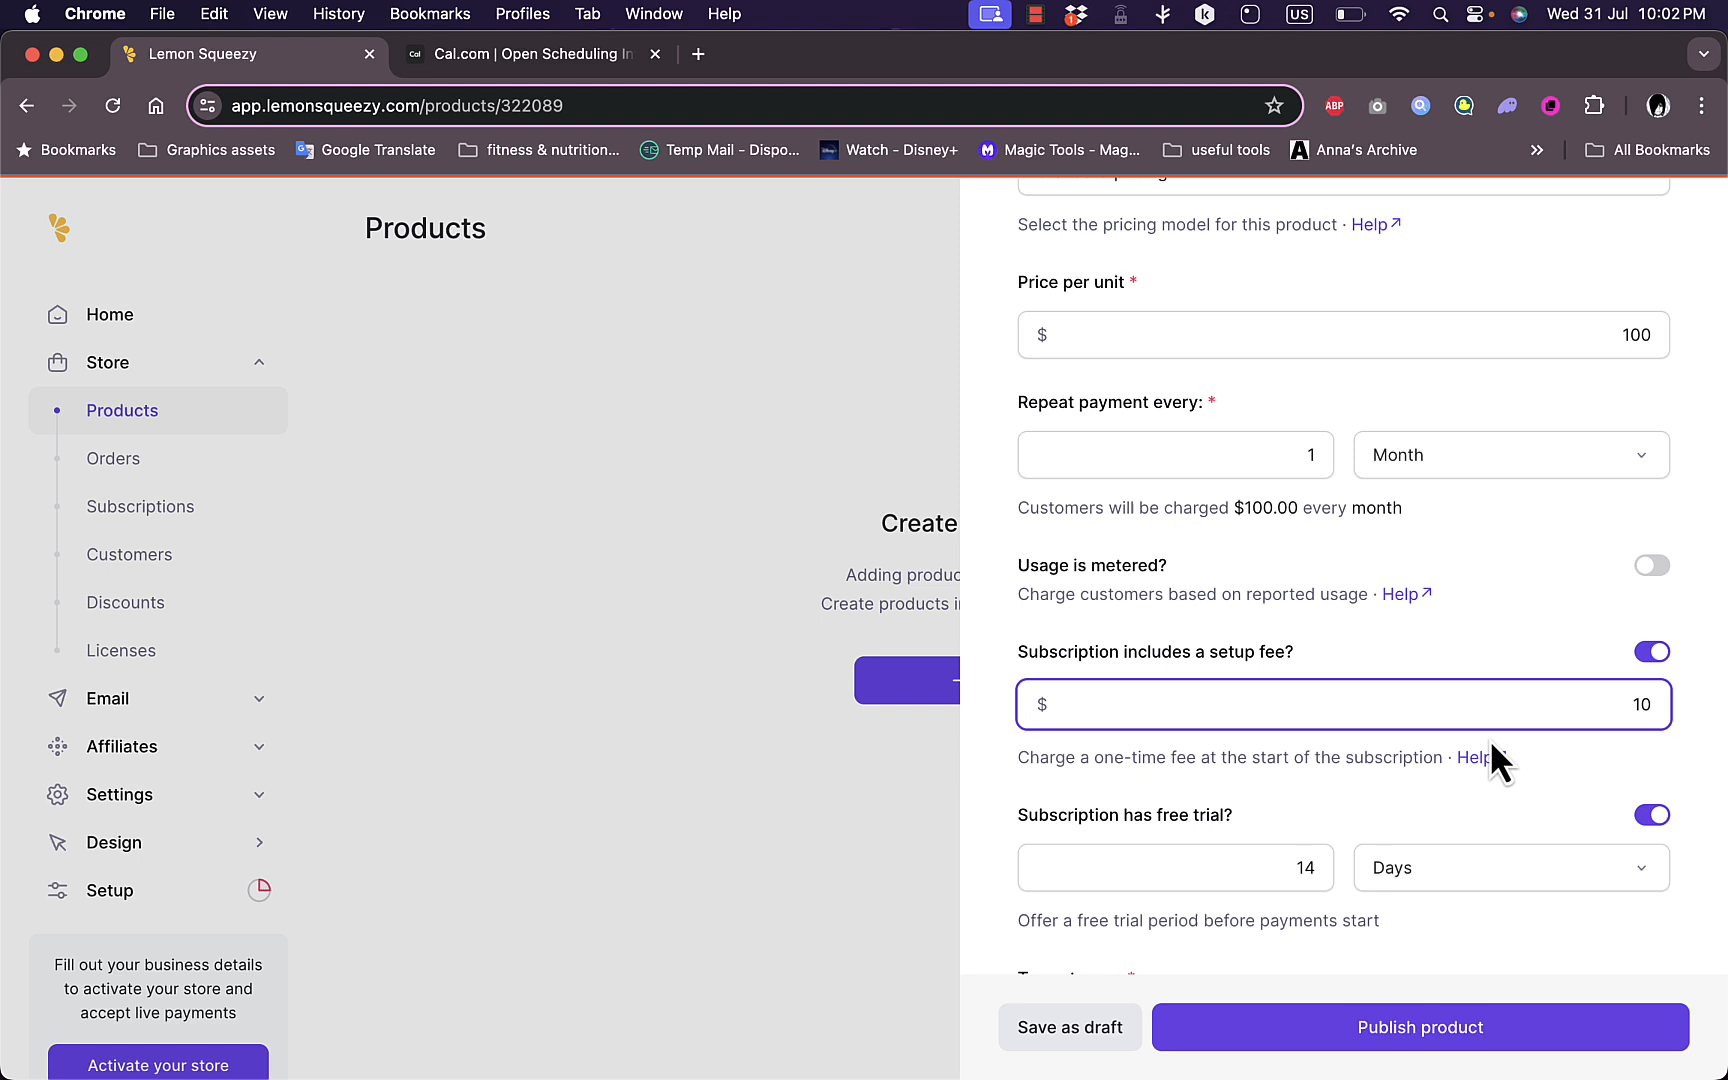 Chrome File Edit View History Bookmarks Profiles Tab Window Help
1 US Wed 31 Jul 10:02 PM
Lemon Squeezy
Cal Cal.com | Open Scheduling In
app.lemonsqueezy.com/products/322089
ABP
Bookmarks Graphics assets Google Translate fitness & nutrition... Temp Mail - Dispo... Watch - Disney+ Magic Tools - Mag... useful tools Anna's Archive All Bookmarks
Products
Home
Store
Products
Orders
Subscriptions
Customers
Discounts
Licenses
Email
Affiliates
Settings
Design
Setup
Fill out your business details
to activate your store and
accept live payments
Activate your store
Create
Adding produc
Create products i
Select the pricing model for this product · Help
Price per unit *
$ 100
Repeat payment every: *
1 Month
Customers will be charged $100.00 every month
Usage is metered?
Charge customers based on reported usage · Help
Subscription includes a setup fee?
$ 10
Charge a one-time fee at the start of the subscription · Help
Subscription has free trial?
14 Days
Offer a free trial period before payments start
Save as draft
Publish product